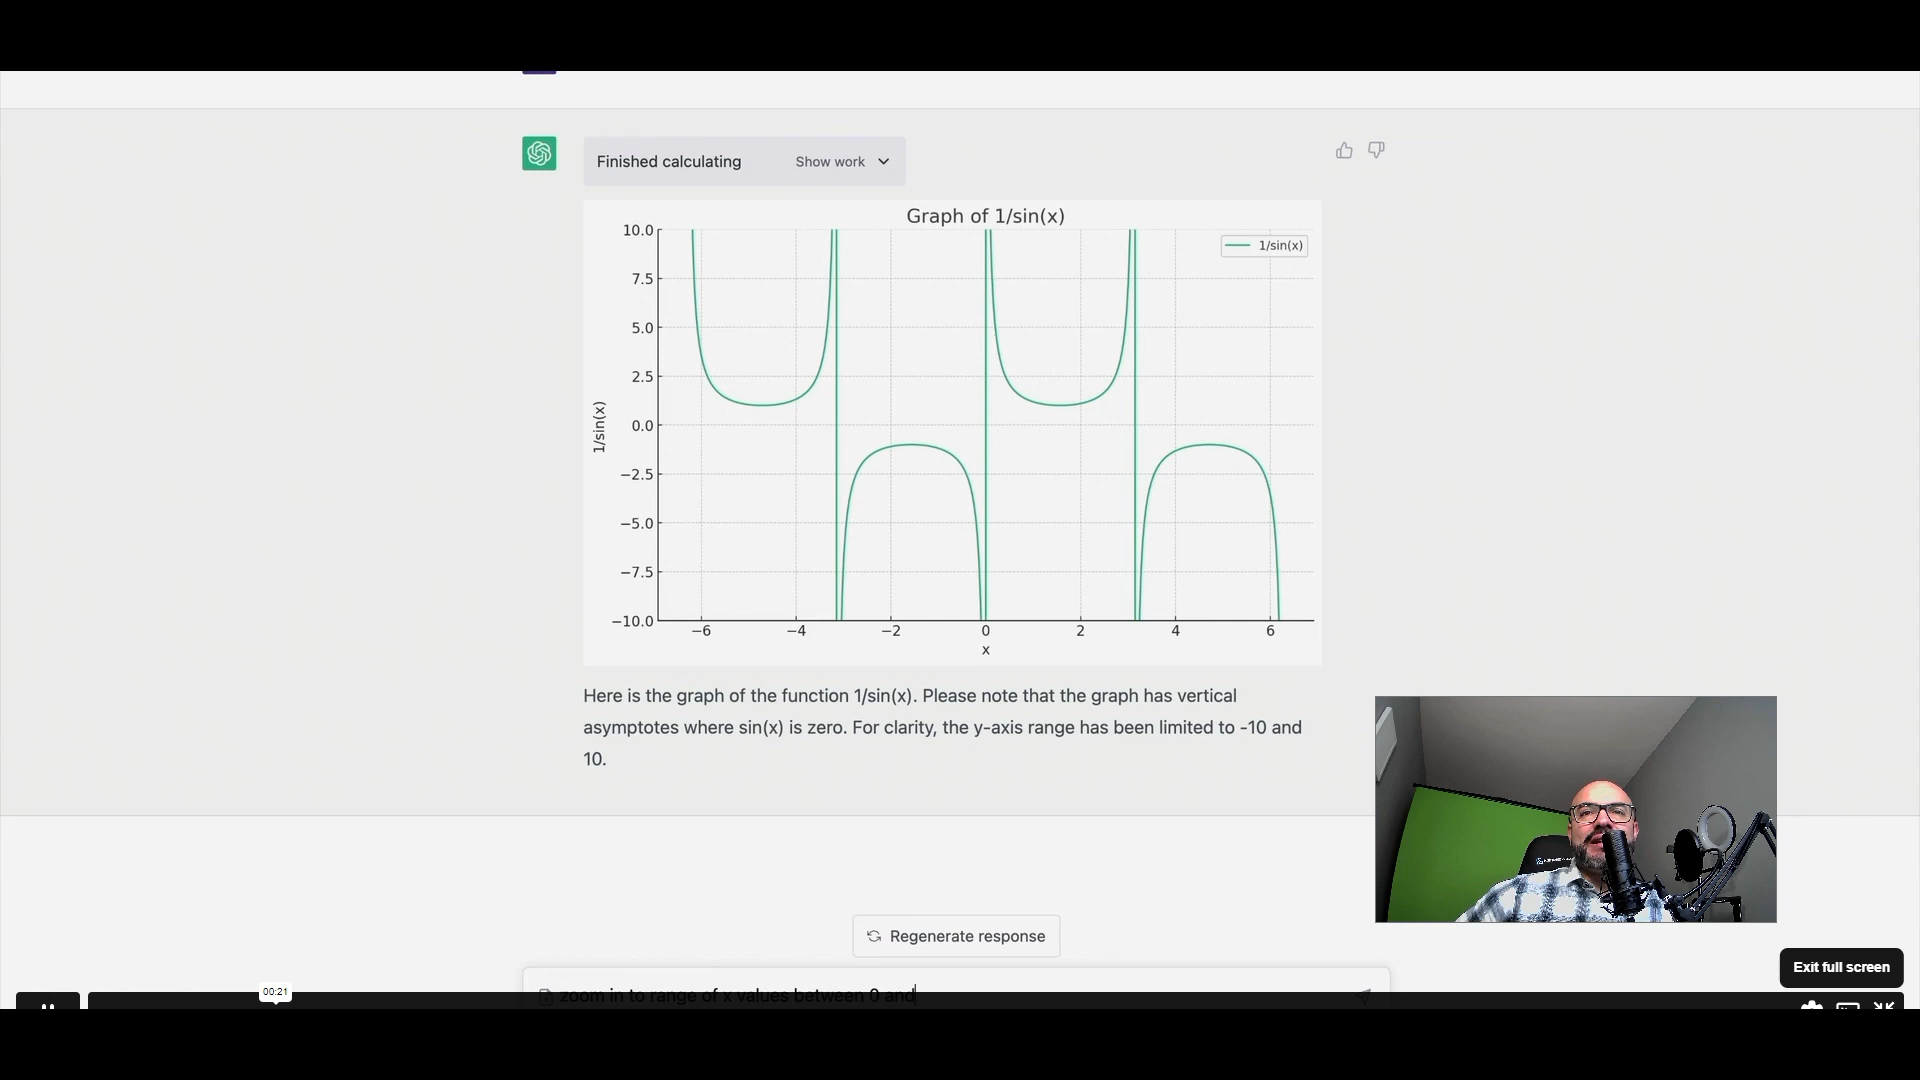 Finished calculating Show work
Graph of 1/sin(x)
1/sin(x)
10.0
7.5
5.0
2.5
0.0
−2.5
−5.0
−7.5
−10.0
1/sin(x)
−6 −4 −2 0 2 4 6
x
Here is the graph of the function 1/sin(x). Please note that the graph has vertical
asymptotes where sin(x) is zero. For clarity, the y-axis range has been limited to -10 and
10.
Regenerate response
Exit full screen
00:21
zoom in to range of x values between 0 and